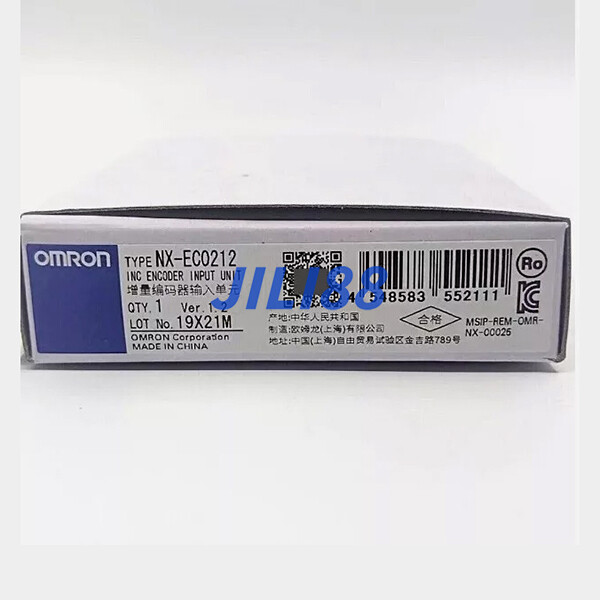 OMRON
TYPE NX-EC0212
INC ENCODER INPUT UNIT
增量编码器输入单元
QTY. 1 Ver. 1.2
LOT No. 19X21M
OMRON Corporation
MADE IN CHINA
JILI88
4 548583 552111
产地:中华人民共和国
制造:欧姆龙(上海)有限公司
地址:中国(上海)自由贸易试验区金吉路789号
合格
Ro
MSIP-REM-OMR-
NX-00025